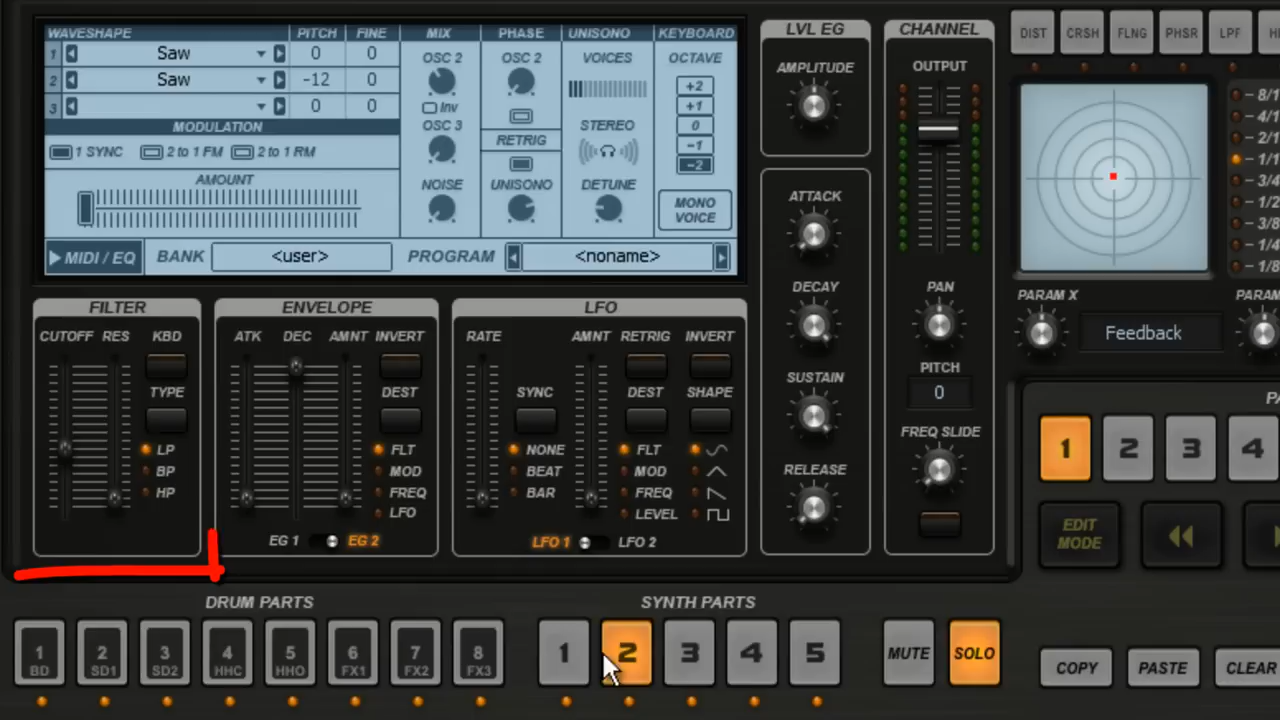 WAVESHAPE PITCH FINE MIX PHASE UNISONO KEYBOARD
1 Saw 0 0
2 Saw -12 0
3 0 0
MODULATION
1 SYNC 2 to 1 FM 2 to 1 RM
AMOUNT
OSC 2
Inv
OSC 3
NOISE
OSC 2
RETRIG
UNISONO
VOICES
STEREO
DETUNE
OCTAVE
+2
+1
0
-1
-2
MONO
VOICE
MIDI / EQ BANK <user> PROGRAM <noname>
LVL EG
AMPLITUDE
ATTACK
DECAY
SUSTAIN
RELEASE
CHANNEL
OUTPUT
PAN
PITCH
0
FREQ SLIDE
DIST CRSH FLNG PHSR LPF
8/1
4/1
2/1
1/1
3/4
1/2
3/8
1/4
1/8
PARAM X
Feedback
FILTER
CUTOFF RES KBD
TYPE
LP
BP
HP
ENVELOPE
ATK DEC AMNT INVERT
DEST
FLT
MOD
FREQ
LFO
EG 1 EG 2
LFO
RATE AMNT RETRIG INVERT
SYNC DEST SHAPE
NONE FLT
BEAT MOD
BAR FREQ
LEVEL
LFO 1 LFO 2
1 2 3 4
EDIT
MODE
DRUM PARTS
1 BD
2 SD1
3 SD2
4 HHC
5 HHO
6 FX1
7 FX2
8 FX3
SYNTH PARTS
1 2 3 4 5
MUTE SOLO
COPY PASTE CLEAR